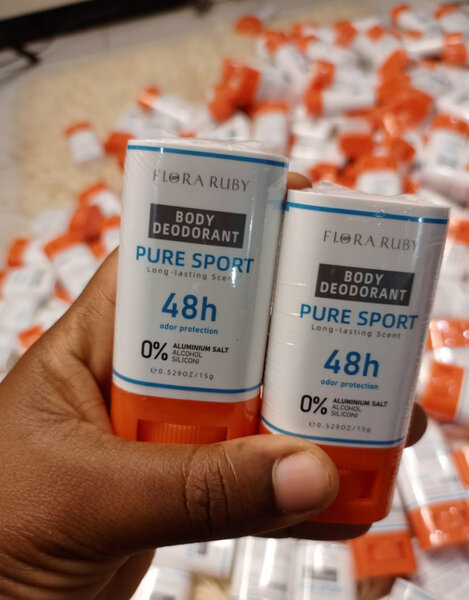 FLORA RUBY
BODY
DEODORANT
PURE SPORT
Long-lasting Scent
48h
odor protection
0% ALUMINIUM SALT
ALCOHOL
SILICONI
℮0.529OZ/15g
FLORA RUBY
BODY
DEODORANT
PURE SPORT
Long-lasting Scent
48h
odor protection
0% ALUMINIUM SALT
ALCOHOL
SILICONI
℮0.529OZ/15g